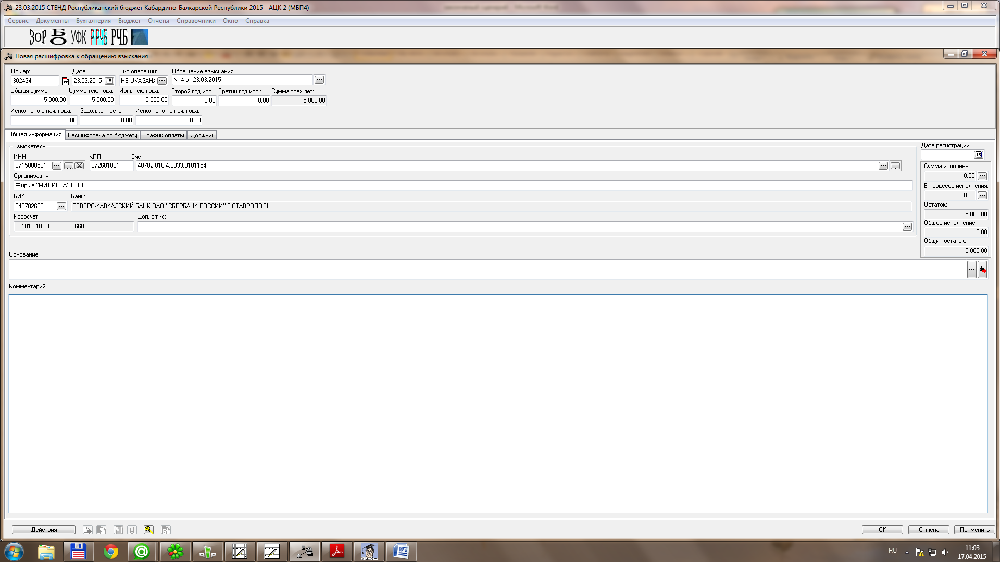 23.03.2015 СТЕНД Республиканский бюджет Кабардино-Балкарской Республики 2015 - АЦК 2 (МБП4)
Сервис Документы Бухгалтерия Бюджет Отчеты Справочники Окно Справка
ЗОР БО УФК РРЧБ РЧБ
Новая расшифровка к обращению взыскания
Номер: Дата: Тип операции: Обращение взыскания:
302434 23.03.2015 15 НЕ УКАЗАНА ... № 4 от 23.03.2015 ...
Общая сумма: Сумма тек. года: Изм. тек. года: Второй год исп.: Третий год исп.: Сумма трех лет:
5 000.00 5 000.00 5 000.00 0.00 0.00 5 000.00
Исполнено с нач. года: Задолженность: Исполнено на нач. года:
0.00 0.00 0.00
Общая информация Расшифровка по бюджету График оплаты Должник
Взыскатель
ИНН: КПП: Счет:
0715000591 ... ... 072601001 40702.810.4.6033.0101154 ... ...
Организация:
Фирма "МИЛИССА" ООО
БИК: Банк:
040702660 ... СЕВЕРО-КАВКАЗСКИЙ БАНК ОАО "СБЕРБАНК РОССИИ" Г СТАВРОПОЛЬ
Коррсчет: Доп. офис:
30101.810.6.0000.0000660 ...
Дата регистрации:
15
Сумма исполнено:
0.00 ...
В процессе исполнения:
0.00 ...
Остаток:
5 000.00
Общее исполнение:
0.00
Общий остаток:
5 000.00
Основание:
...
Комментарий:
Действия OK Отмена Применить
RU 11:03
17.04.2015